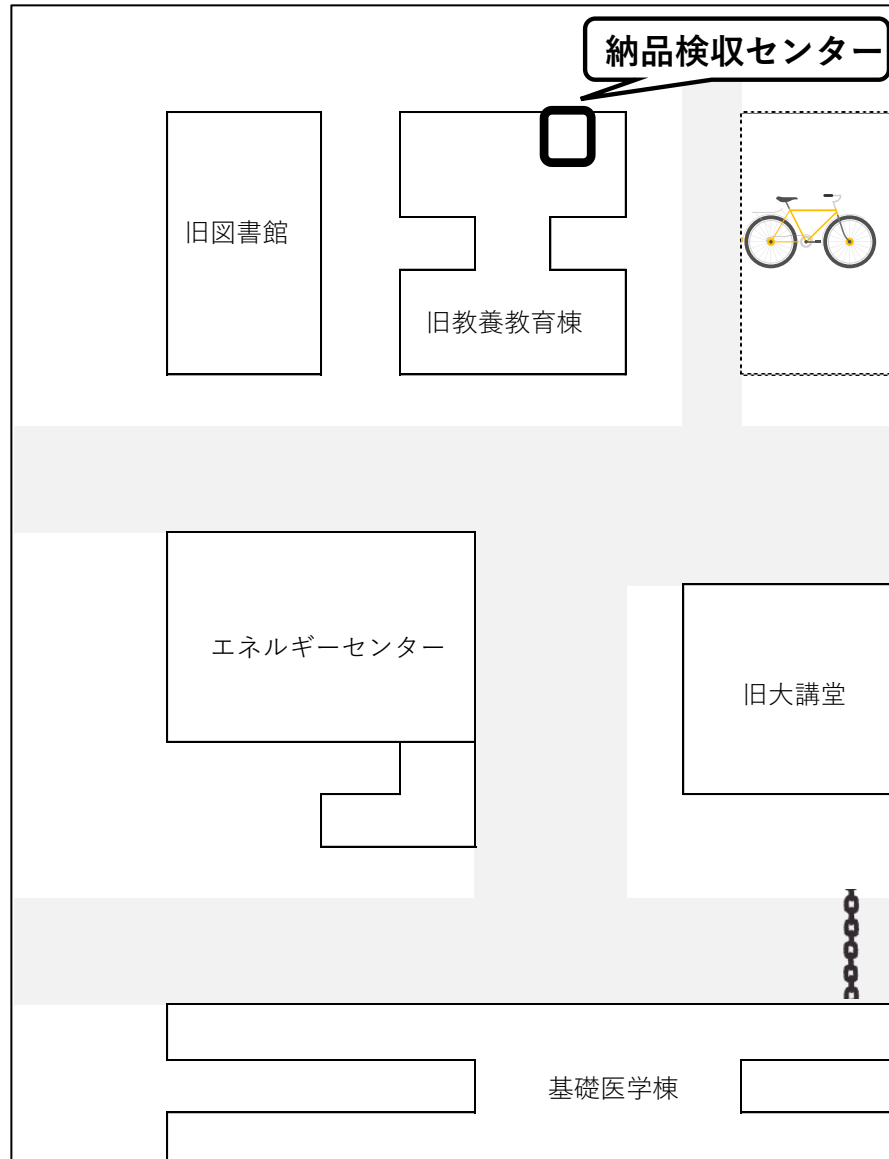 納品検収センター
旧図書館
旧教養教育棟
エネルギーセンター
旧大講堂
基礎医学棟